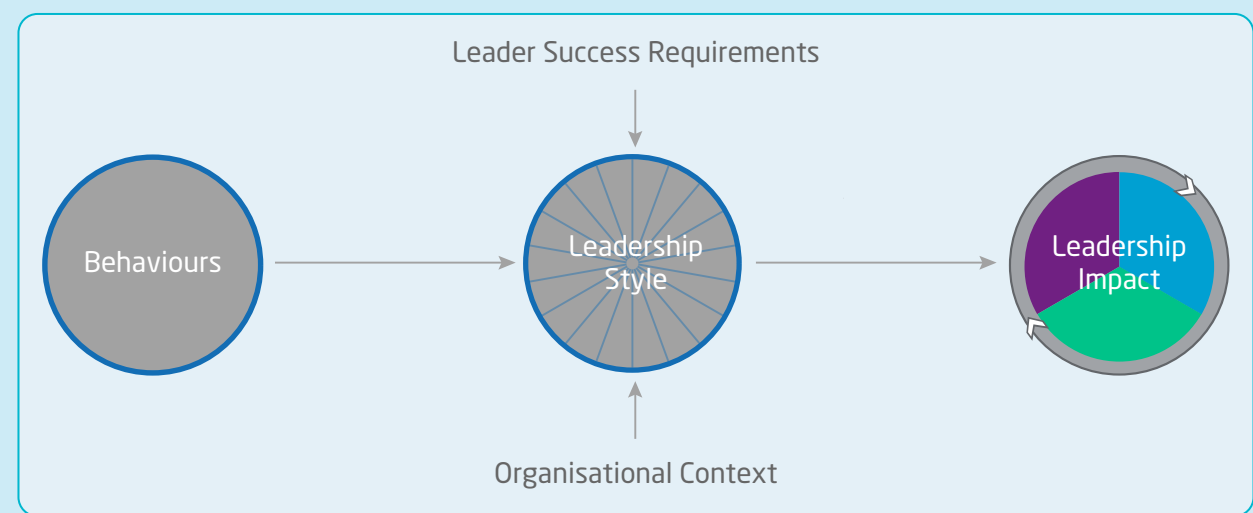 Leader Success Requirements
Behaviours
Leadership
Style
Leadership
Impact
Organisational Context